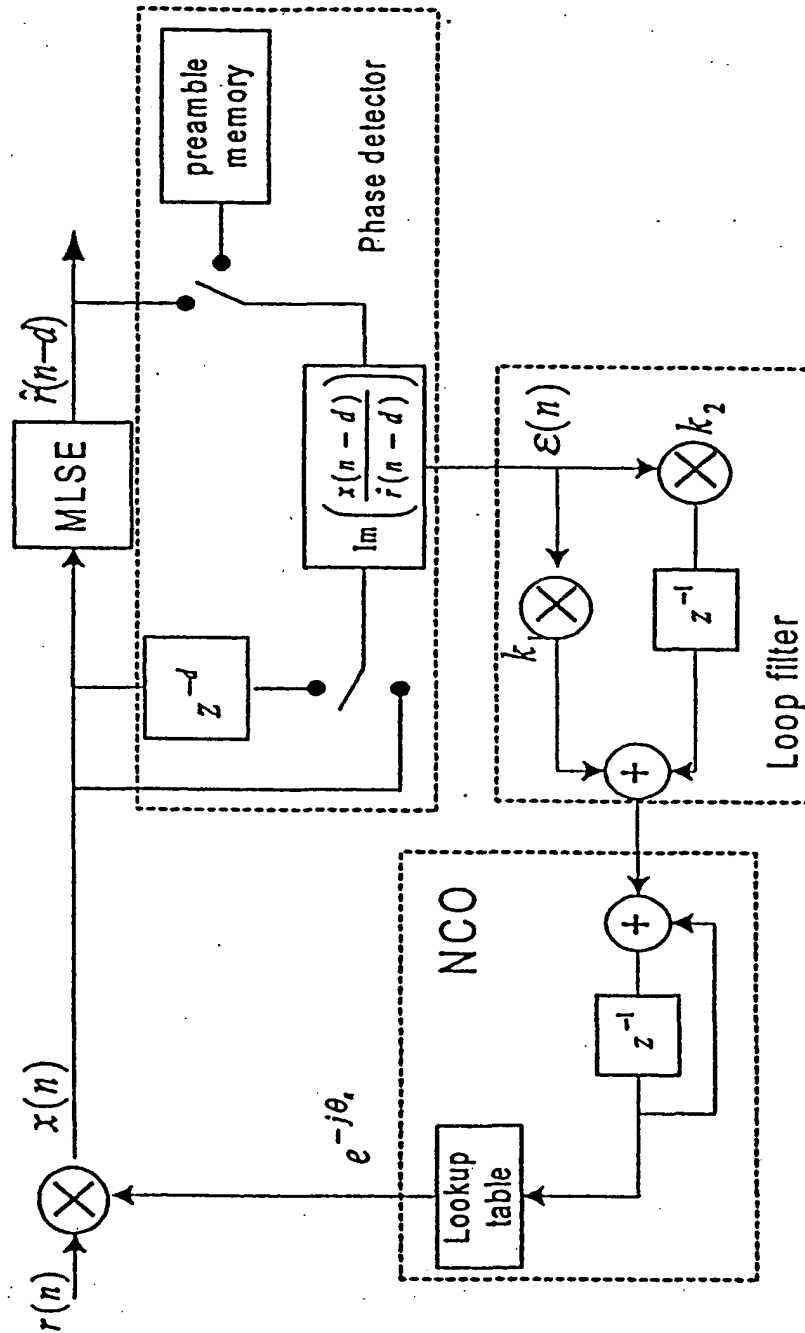 r(n)
x(n)
MLSE
r̂(n−d)
z⁻ᵈ
preamble
memory
Im(x(n−d)/r̂(n−d))
Phase detector
e^{−jθₙ}
Lookup
table
z⁻¹
+
NCO
ε(n)
k₁
k₂
z⁻¹
+
Loop filter